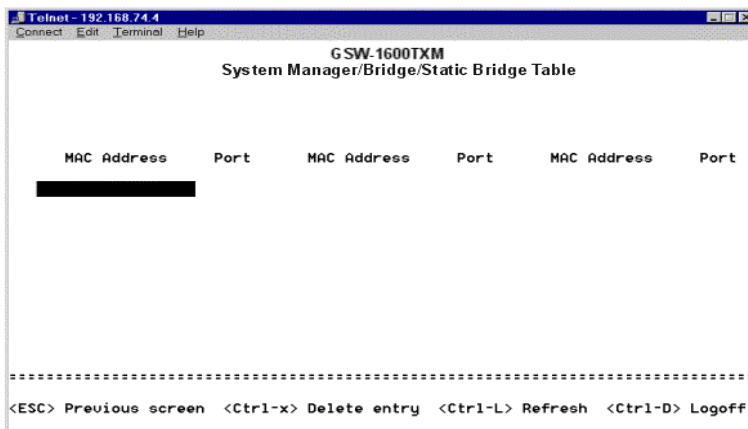 Telnet - 192.168.74.4
Connect Edit Terminal Help
GSW-1600TXM
System Manager/Bridge/Static Bridge Table
MAC Address Port MAC Address Port MAC Address Port
<ESC> Previous screen <Ctrl-x> Delete entry <Ctrl-L> Refresh <Ctrl-D> Logoff